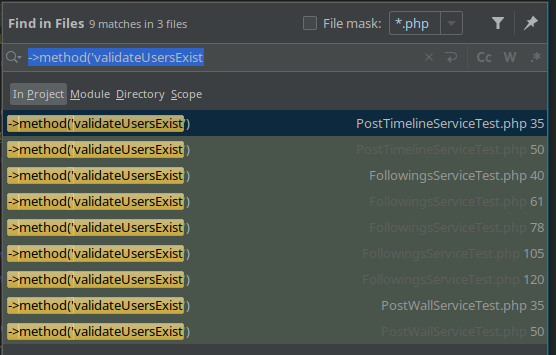 Find in Files 9 matches in 3 files File mask: *.php
->method('validateUsersExist Cc W .*
In Project Module Directory Scope
->method('validateUsersExist') PostTimelineServiceTest.php 35
->method('validateUsersExist') PostTimelineServiceTest.php 50
->method('validateUsersExist') FollowingsServiceTest.php 40
->method('validateUsersExist') FollowingsServiceTest.php 61
->method('validateUsersExist') FollowingsServiceTest.php 78
->method('validateUsersExist') FollowingsServiceTest.php 105
->method('validateUsersExist') FollowingsServiceTest.php 120
->method('validateUsersExist') PostWallServiceTest.php 35
->method('validateUsersExist') PostWallServiceTest.php 50